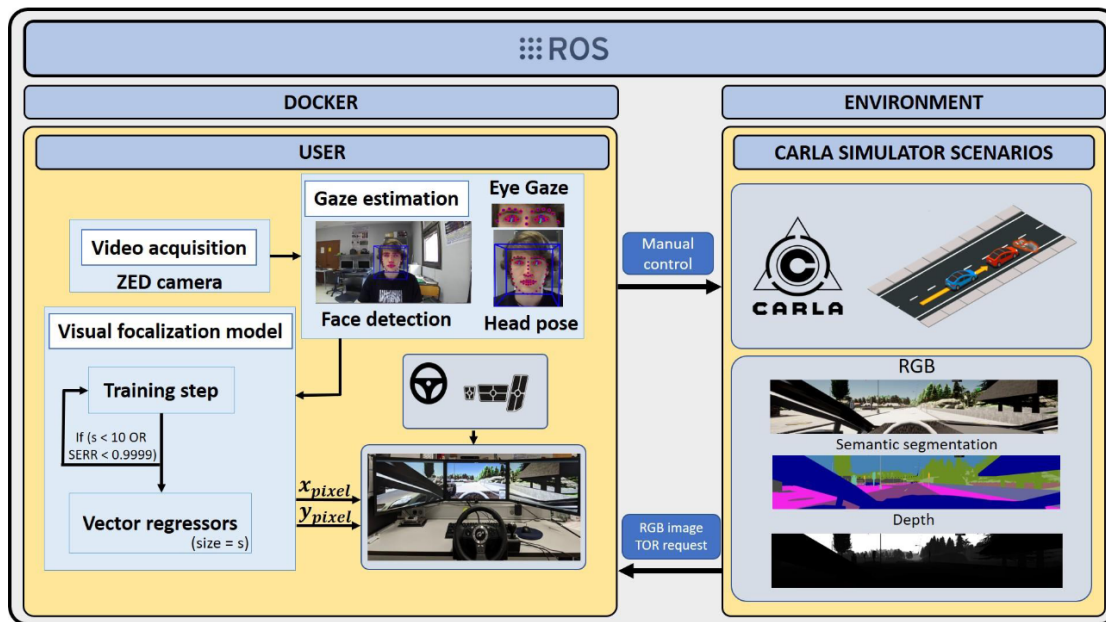 ROS
DOCKER
USER
Video acquisition
ZED camera
Gaze estimation
Face detection
Eye Gaze
Head pose
Visual focalization model
Training step
If (s < 10 OR
SERR < 0.9999)
Vector regressors
(size = s)
x_pixel
y_pixel
Manual
control
RGB image
TOR request
ENVIRONMENT
CARLA SIMULATOR SCENARIOS
CARLA
RGB
Semantic segmentation
Depth